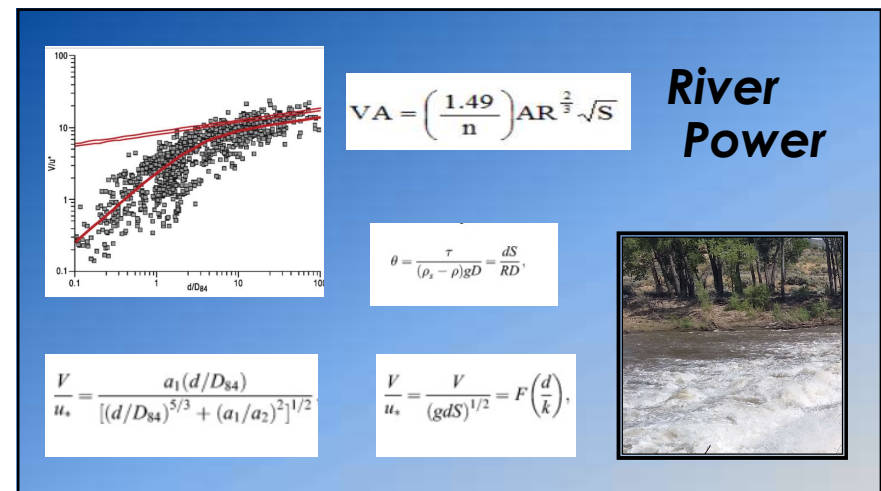 River
Power
100
10
1
0.1
V/u*
0.1 1 10 100
d/D84
VA = (1.49/n) AR^(2/3) √S
θ = τ/((ρₛ − ρ)gD) = dS/RD,
V/u* = a₁(d/D₈₄)/[(d/D₈₄)^(5/3) + (a₁/a₂)²]^(1/2)
V/u* = V/(gdS)^(1/2) = F(d/k),